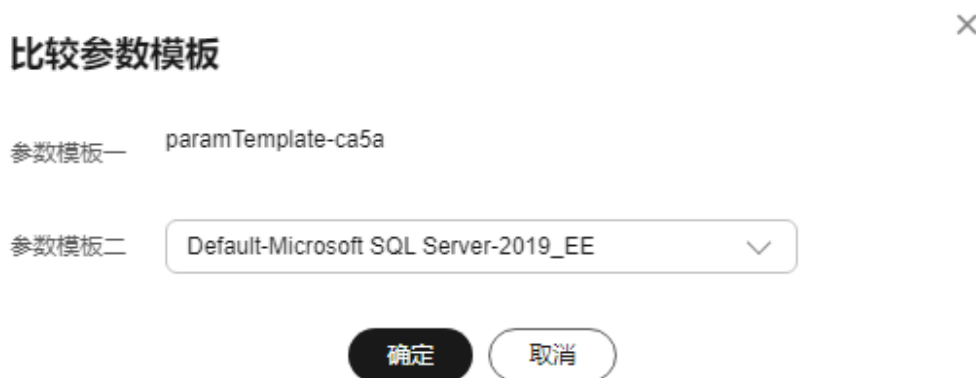 比较参数模板
参数模板一 paramTemplate-ca5a
参数模板二 Default-Microsoft SQL Server-2019_EE
确定 取消